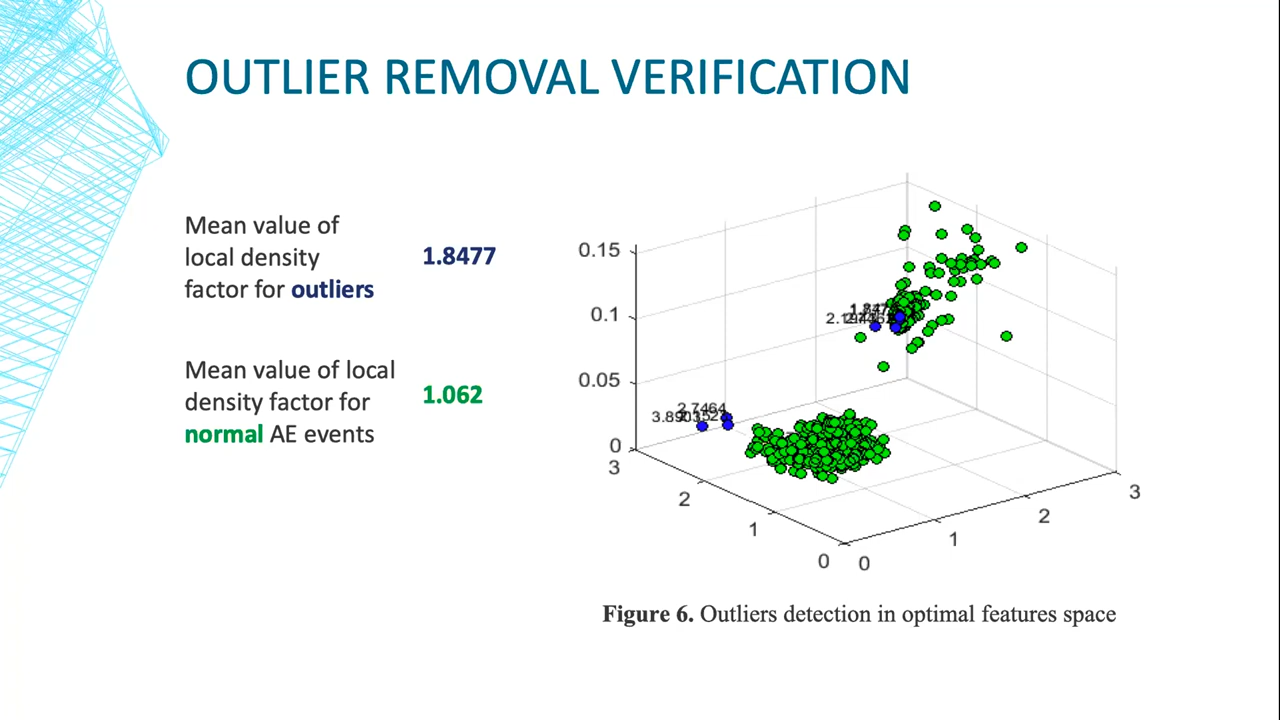 OUTLIER REMOVAL VERIFICATION
Mean value of
local density
factor for outliers
1.8477
Mean value of local
density factor for
normal AE events
1.062
0.15
0.1
0.05
0
3
2
1
0
0
1
2
3
2.7464
Figure 6. Outliers detection in optimal features space